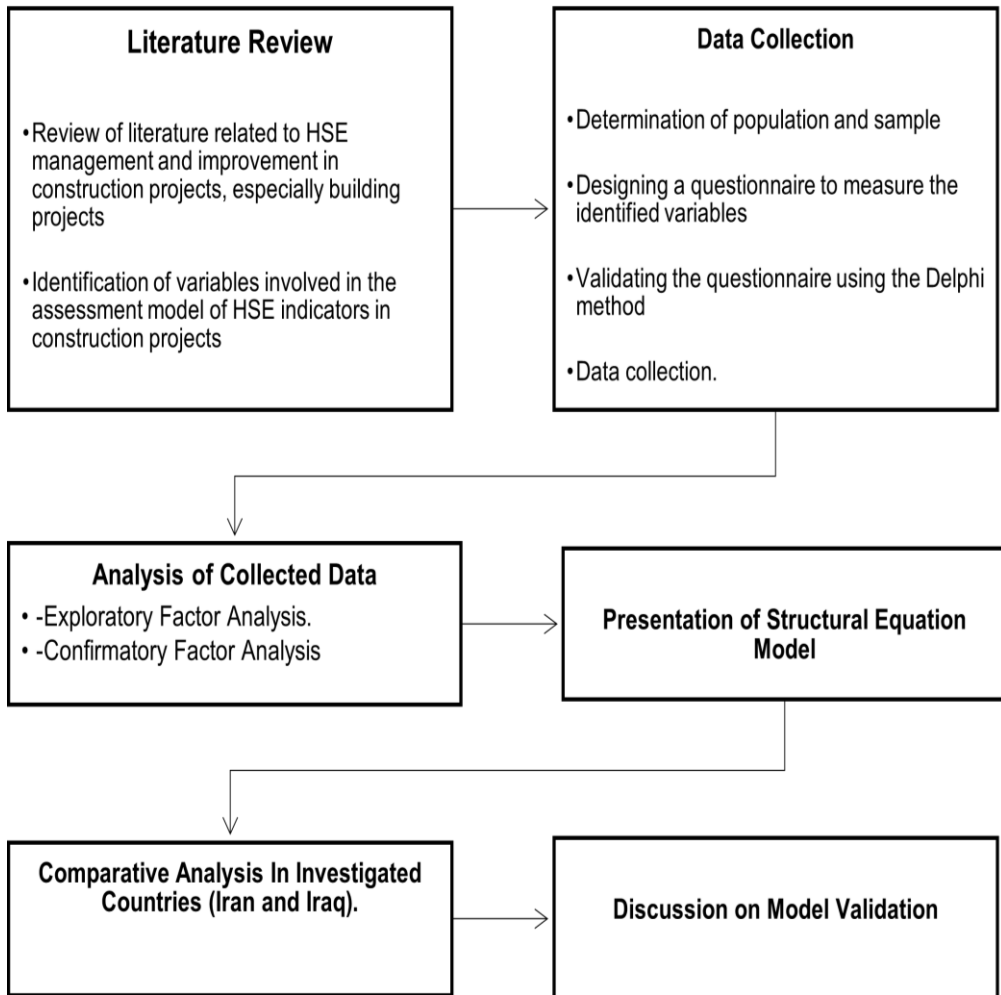 Literature Review
•Review of literature related to HSE
management and improvement in
construction projects, especially building
projects
•Identification of variables involved in the
assessment model of HSE indicators in
construction projects
Data Collection
•Determination of population and sample
•Designing a questionnaire to measure the
identified variables
•Validating the questionnaire using the Delphi
method
•Data collection.
Analysis of Collected Data
• -Exploratory Factor Analysis.
• -Confirmatory Factor Analysis
Presentation of Structural Equation
Model
Comparative Analysis In Investigated
Countries (Iran and Iraq).
Discussion on Model Validation